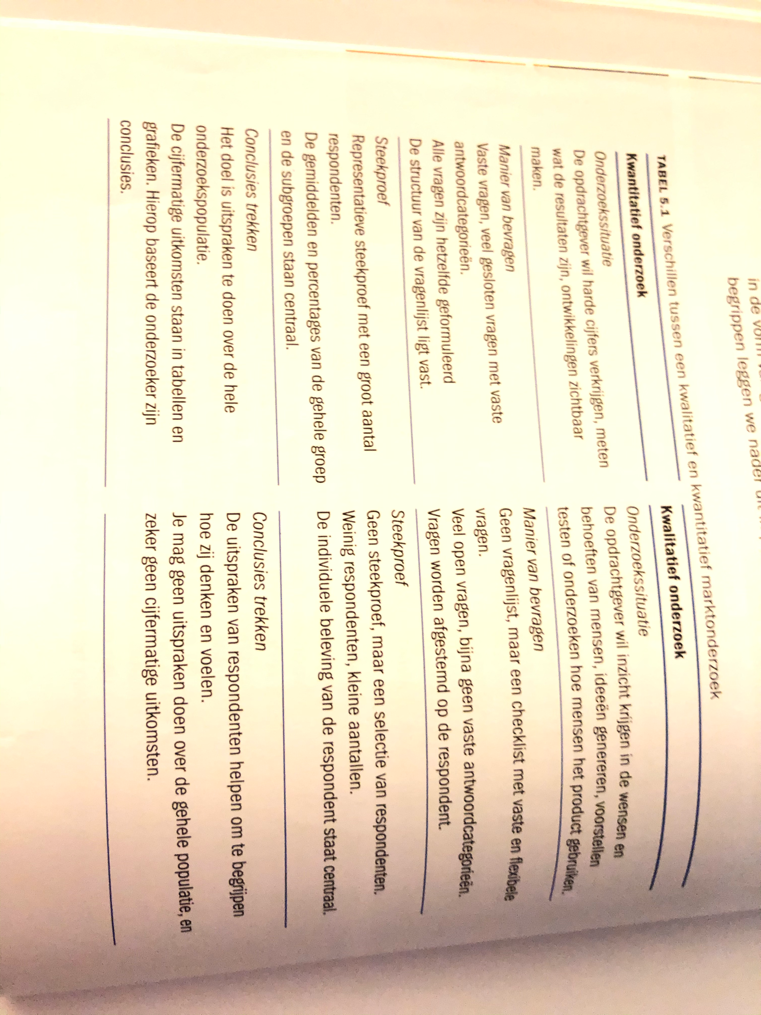 in de
begrippen leggen we nader
TABEL 5.1 Verschillen tussen een kwalitatief en kwantitatief marktonderzoek
Kwantitatief onderzoek
Onderzoekssituatie
De opdrachtgever wil harde cijfers verkrijgen, meten
wat de resultaten zijn, ontwikkelingen zichtbaar
maken.
Manier van bevragen
Vaste vragen, veel gesloten vragen met vaste
antwoordcategorieën.
Alle vragen zijn hetzelfde geformuleerd
De structuur van de vragenlijst ligt vast.
Steekproef
Representatieve steekproef met een groot aantal
respondenten.
De gemiddelden en percentages van de gehele groep
en de subgroepen staan centraal.
Conclusies trekken
Het doel is uitspraken te doen over de hele
onderzoekspopulatie.
De cijfermatige uitkomsten staan in tabellen en
grafieken. Hierop baseert de onderzoeker zijn
conclusies.
Kwalitatief onderzoek
Onderzoekssituatie
De opdrachtgever wil inzicht krijgen in de wensen en
behoeften van mensen, ideeën genereren, voorstellen
testen of onderzoeken hoe mensen het product gebruiken.
Manier van bevragen
Geen vragenlijst, maar een checklist met vaste en flexibele
vragen.
Veel open vragen, bijna geen vaste antwoordcategorieën.
Vragen worden afgestemd op de respondent.
Steekproef
Geen steekproef, maar een selectie van respondenten.
Weinig respondenten, kleine aantallen.
De individuele beleving van de respondent staat centraal.
Conclusies trekken
De uitspraken van respondenten helpen om te begrijpen
hoe zij denken en voelen.
Je mag geen uitspraken doen over de gehele populatie, en
zeker geen cijfermatige uitkomsten.